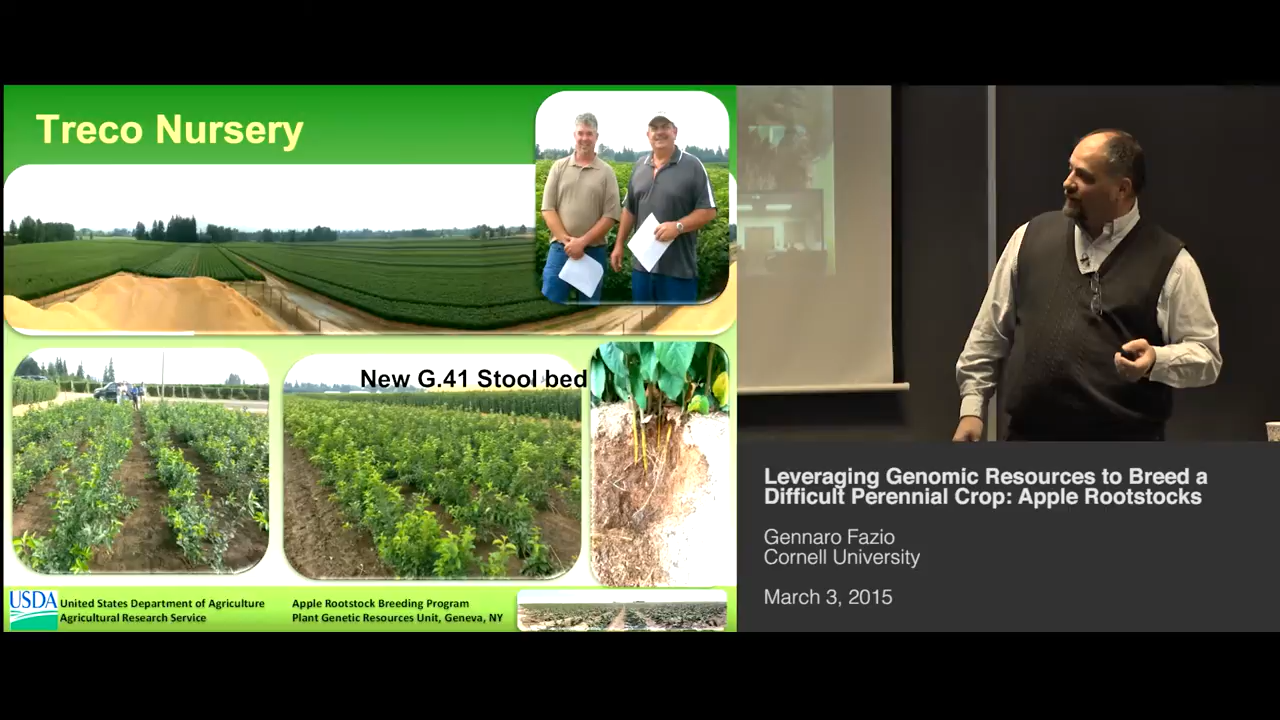 Treco Nursery
New G.41 Stool bed
USDA
United States Department of Agriculture
Agricultural Research Service
Apple Rootstock Breeding Program
Plant Genetic Resources Unit, Geneva, NY
Leveraging Genomic Resources to Breed a
Difficult Perennial Crop: Apple Rootstocks
Gennaro Fazio
Cornell University
March 3, 2015